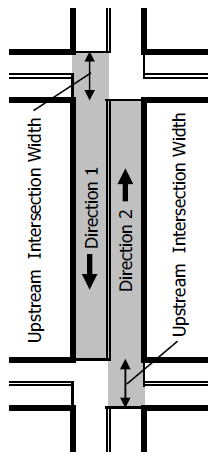 Upstream Intersection Width
Direction 1
Direction 2
Upstream Intersection Width